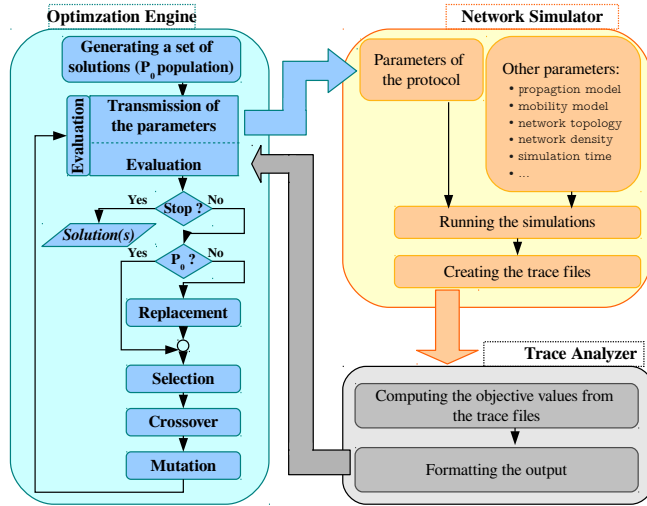 Optimzation Engine
Generating a set of
solutions (P0 population)
Evaluation
Transmission of
the parameters
Evaluation
Yes
Stop ?
No
Solution(s)
Yes
P0 ?
No
Replacement
Selection
Crossover
Mutation
Network Simulator
Parameters
of the protocol
Other parameters:
• propagtion model
• mobility model
• network topology
• network density
• simulation time
• ...
Running the simulations
Creating the trace files
Trace Analyzer
Computing the objective values from
the trace files
Formatting the output